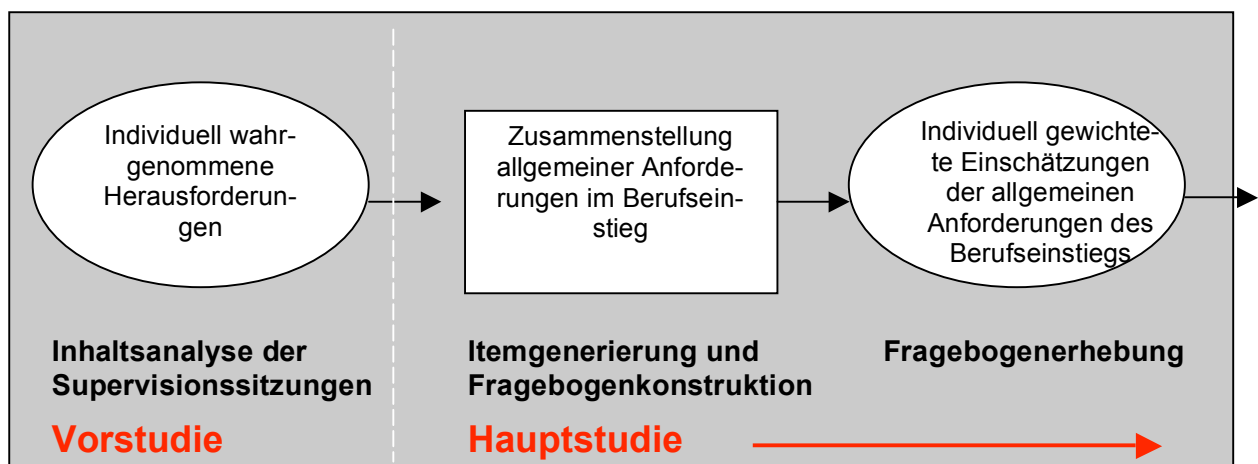 Individuell wahr-
genommene
Herausforderun-
gen
Zusammenstellung
allgemeiner Anforde-
rungen im Berufsein-
stieg
Individuell gewichte-
te Einschätzungen
der allgemeinen
Anforderungen des
Berufseinstiegs
Inhaltsanalyse der
Supervisionssitzungen
Itemgenerierung und
Fragebogenkonstruktion
Fragebogenerhebung
Vorstudie
Hauptstudie